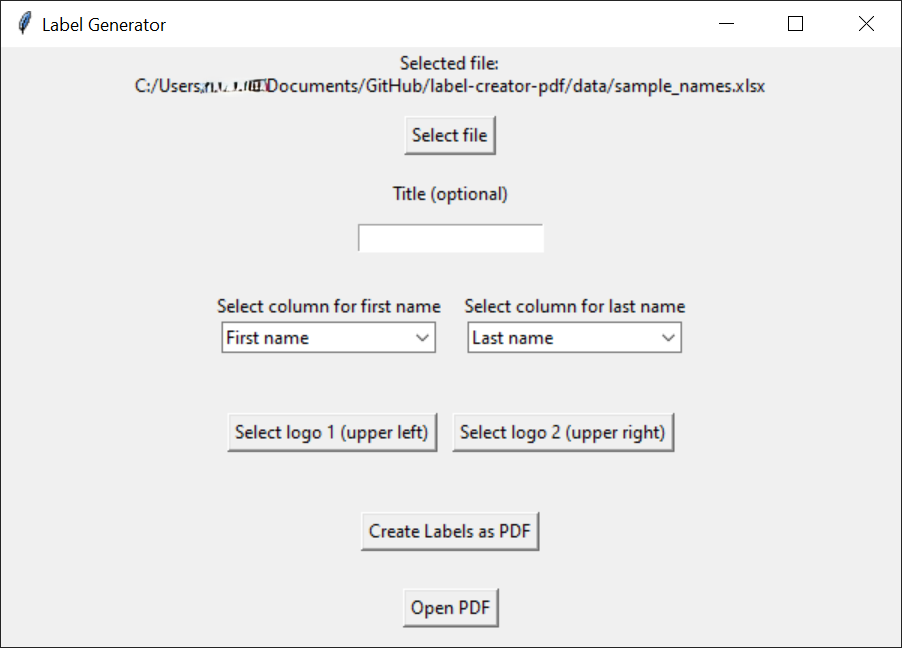 Label Generator
Selected file:
C:/Users/ Documents/GitHub/label-creator-pdf/data/sample_names.xlsx
Select file
Title (optional)
Select column for first name Select column for last name
First name Last name
Select logo 1 (upper left) Select logo 2 (upper right)
Create Labels as PDF
Open PDF